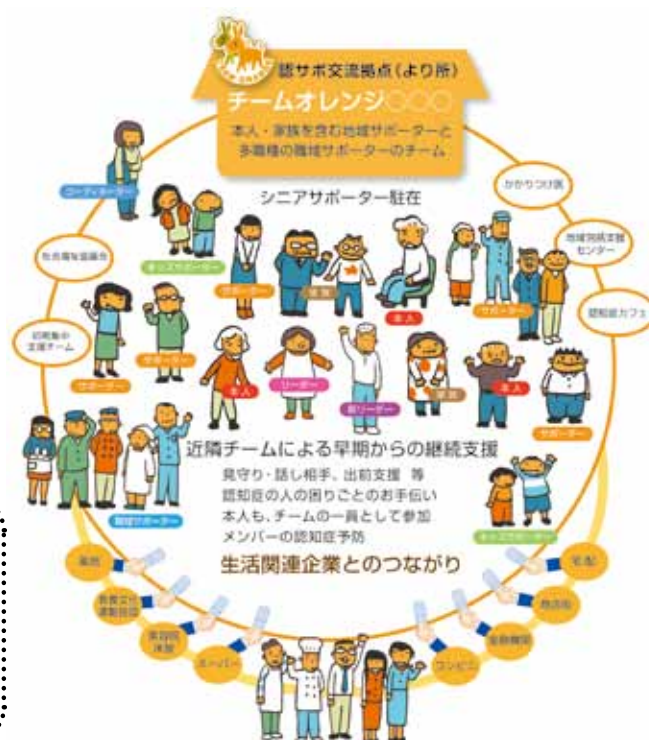 認サポ交流拠点(より所)
チームオレンジ○○○
本人・家族を含む地域サポーターと
多職種の職域サポーターのチーム
コーディネーター
シニアサポーター駐在
かかりつけ医
地域包括支援
センター
社会福祉協議会
キッズサポーター
サポーター
家族
本人
サポーター
認知症カフェ
初期集中
支援チーム
サポーター
サポーター
本人
リーダー
副リーダー
家族
本人
サポーター
近隣チームによる早期からの継続支援
見守り・話し相手、出前支援 等
認知症の人の困りごとのお手伝い
本人も、チームの一員として参加
メンバーの認知症予防
職域サポーター
キッズサポーター
生活関連企業とのつながり
薬局
宅配
教養文化
運動施設
商店街
美容院
床屋
金融機関
スーパー
コンビニ